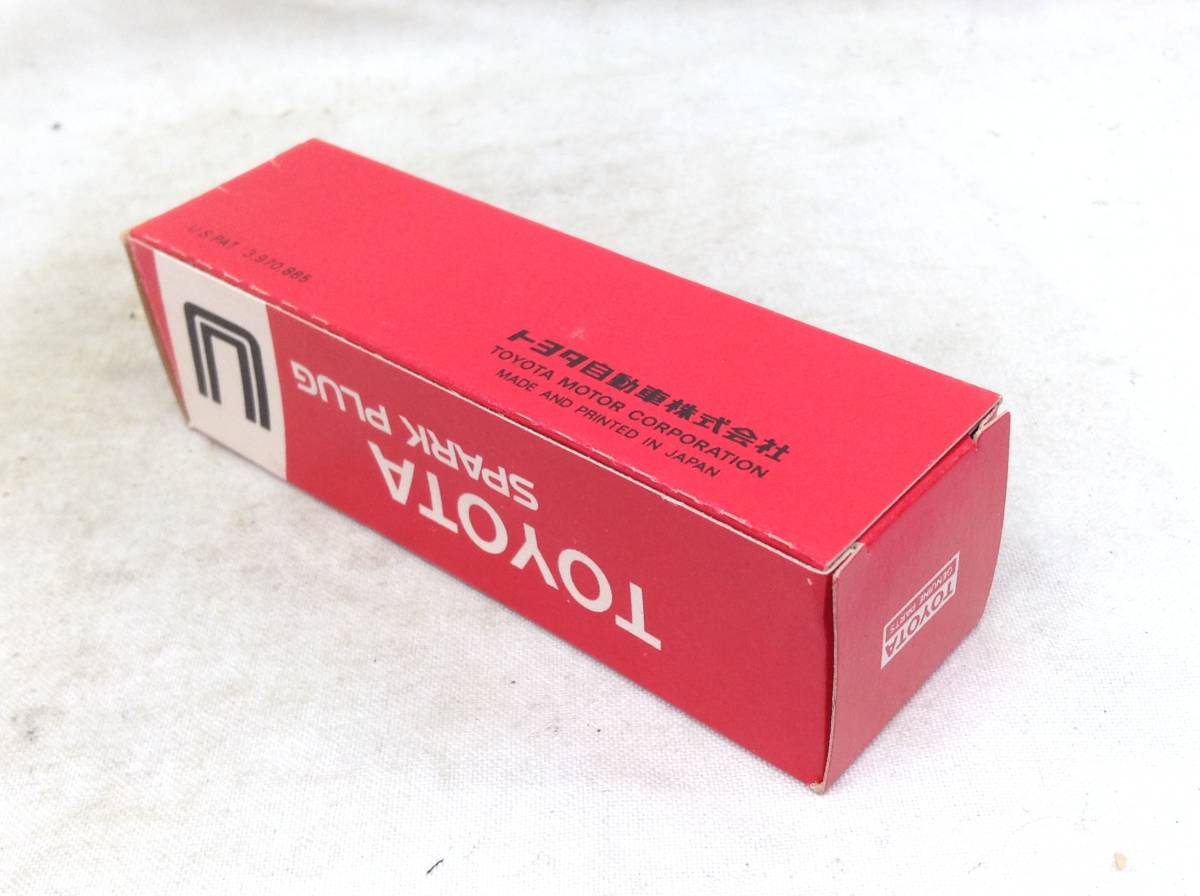 U.S.PAT 3,970,885
トヨタ自動車株式会社
TOYOTA MOTOR CORPORATION
MADE AND PRINTED IN JAPAN
U
TOYOTA
SPARK PLUG
TOYOTA
GENUINE PARTS